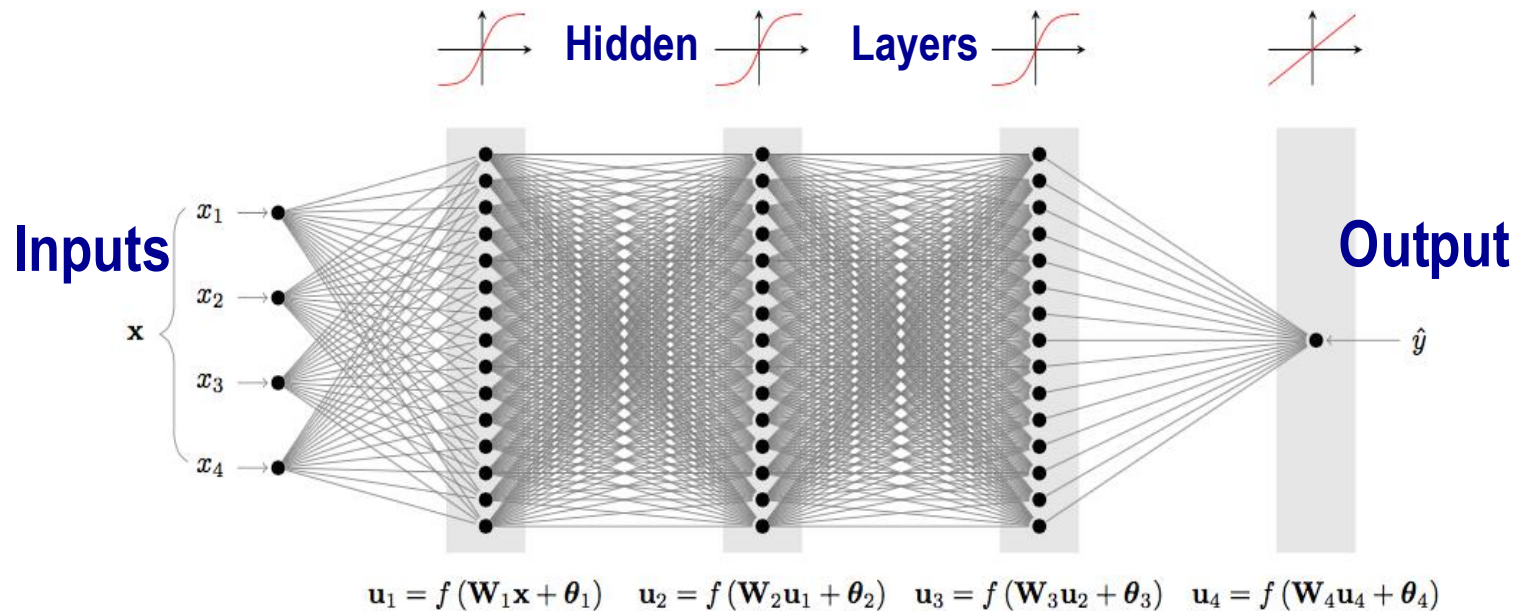 Hidden Layers
Inputs
x₁
x₂
x₃
x₄
x
Output
ŷ
u₁ = f (W₁x + θ₁)
u₂ = f (W₂u₁ + θ₂)
u₃ = f (W₃u₂ + θ₃)
u₄ = f (W₄u₄ + θ₄)